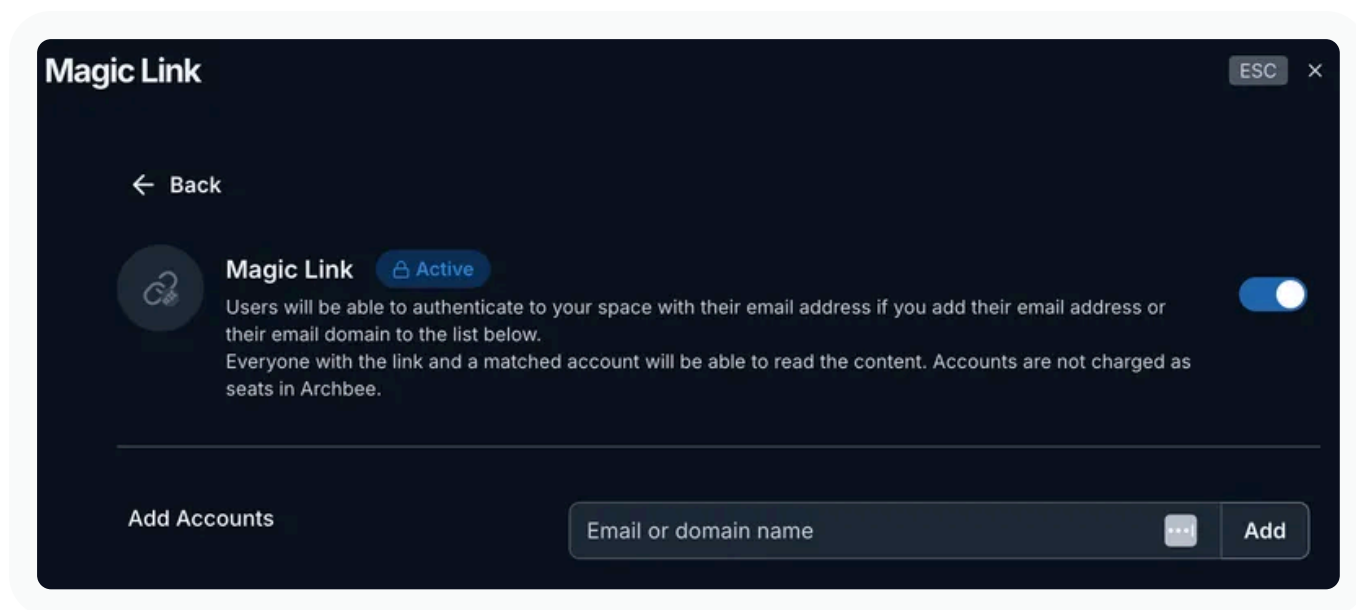 Magic Link
ESC
Back
Magic Link
Active
Users will be able to authenticate to your space with their email address if you add their email address or
their email domain to the list below.
Everyone with the link and a matched account will be able to read the content. Accounts are not charged as
seats in Archbee.
Add Accounts
Email or domain name
Add